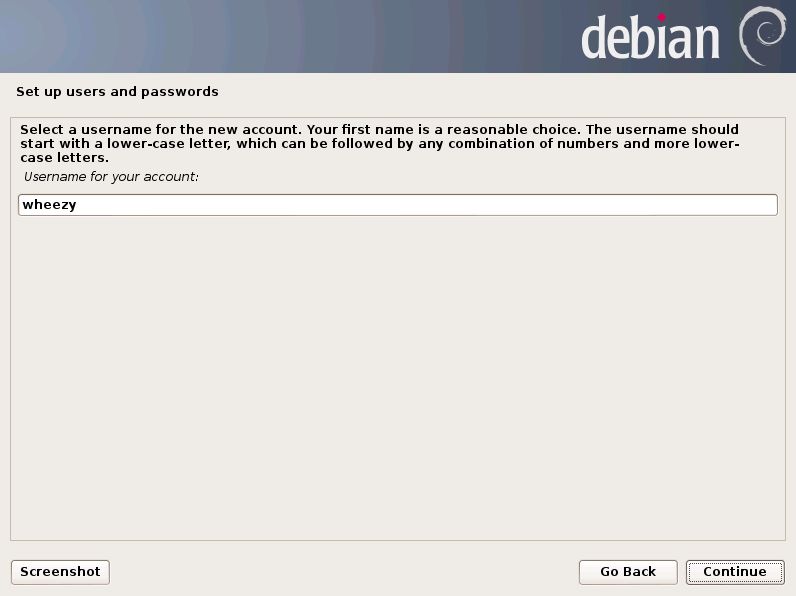 debian
Set up users and passwords
Select a username for the new account. Your first name is a reasonable choice. The username should
start with a lower-case letter, which can be followed by any combination of numbers and more lower-
case letters.
Username for your account:
wheezy
Screenshot
Go Back
Continue